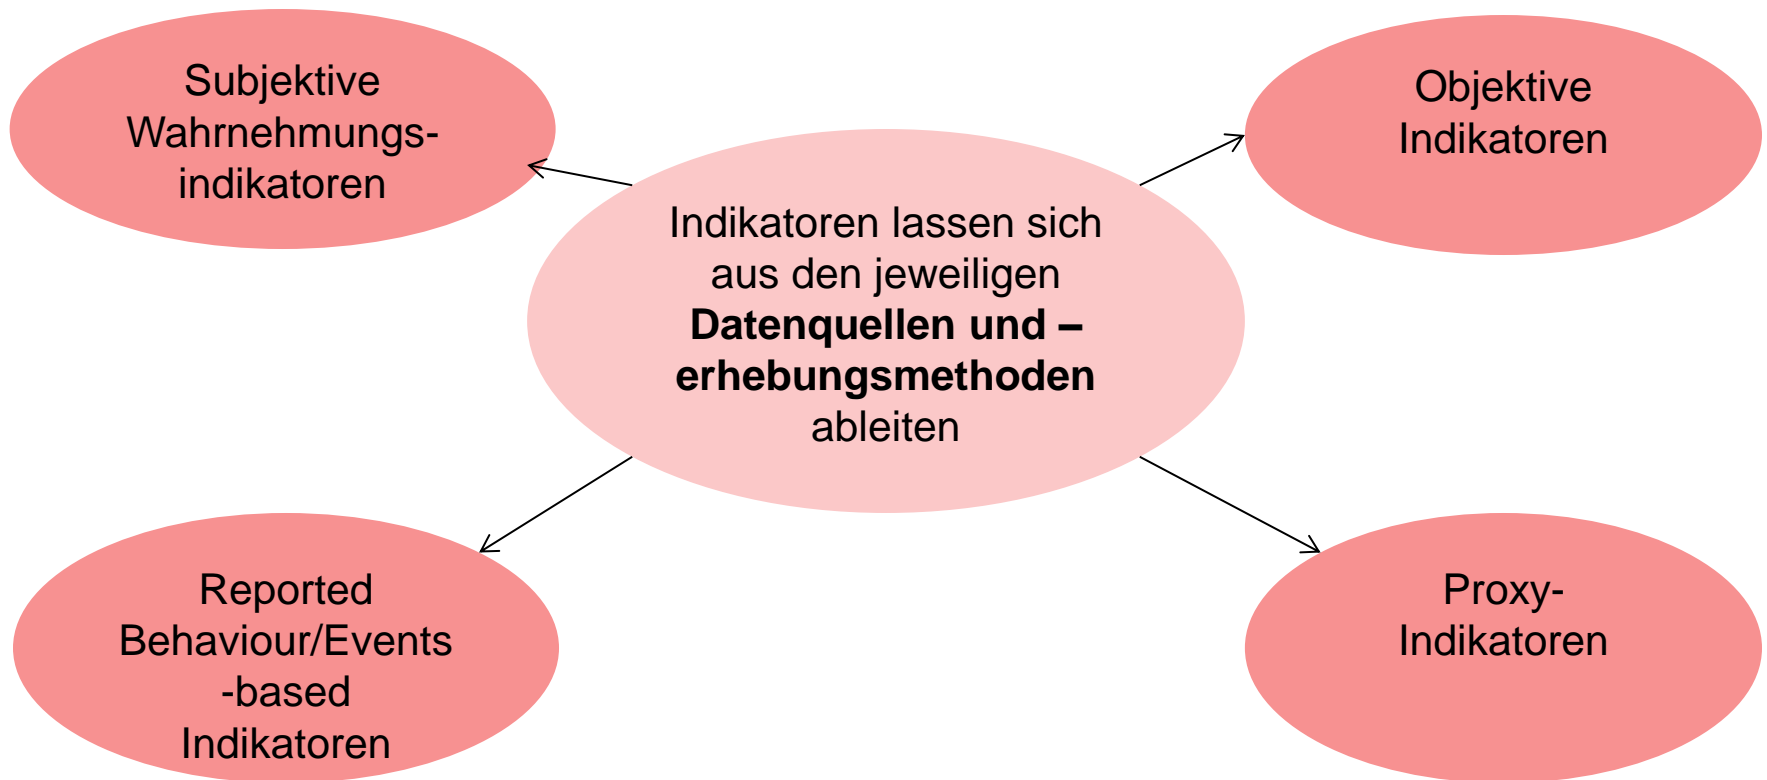 Subjektive
Wahrnehmungs-
indikatoren
Objektive
Indikatoren
Indikatoren lassen sich
aus den jeweiligen
Datenquellen und –
erhebungsmethoden
ableiten
Reported
Behaviour/Events
-based
Indikatoren
Proxy-
Indikatoren